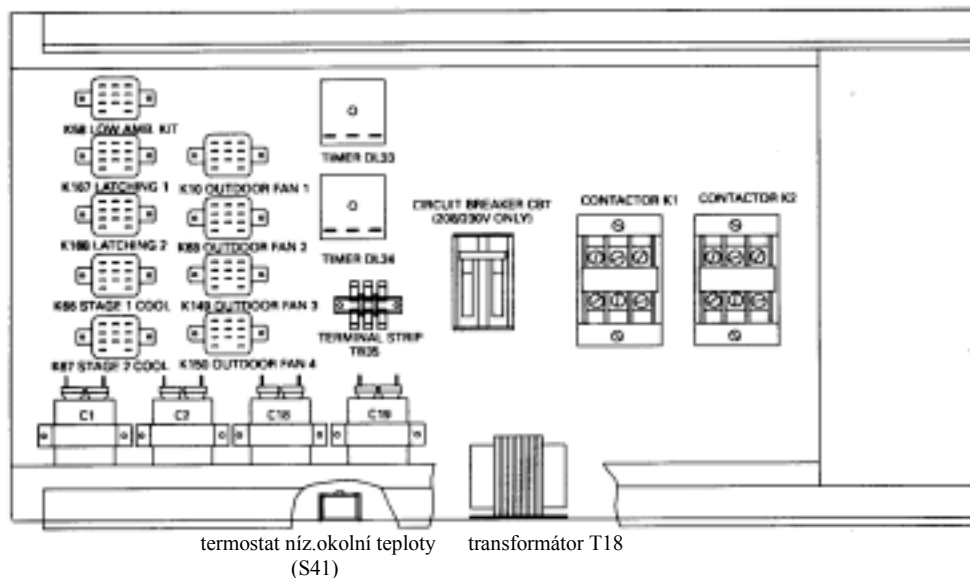 K58 LOW AMB. KIT
K167 LATCHING 1
K10 OUTDOOR FAN 1
TIMER DL33
K168 LATCHING 2
K68 OUTDOOR FAN 2
TIMER DL34
CIRCUIT BREAKER CBT
(208/230V ONLY)
CONTACTOR K1
CONTACTOR K2
K66 STAGE 1 COOL
K149 OUTDOOR FAN 3
TERMINAL STRIP
TB35
K67 STAGE 2 COOL
K150 OUTDOOR FAN 4
C1
C2
C18
C19
termostat níz.okolní teploty
(S41)
transformátor T18